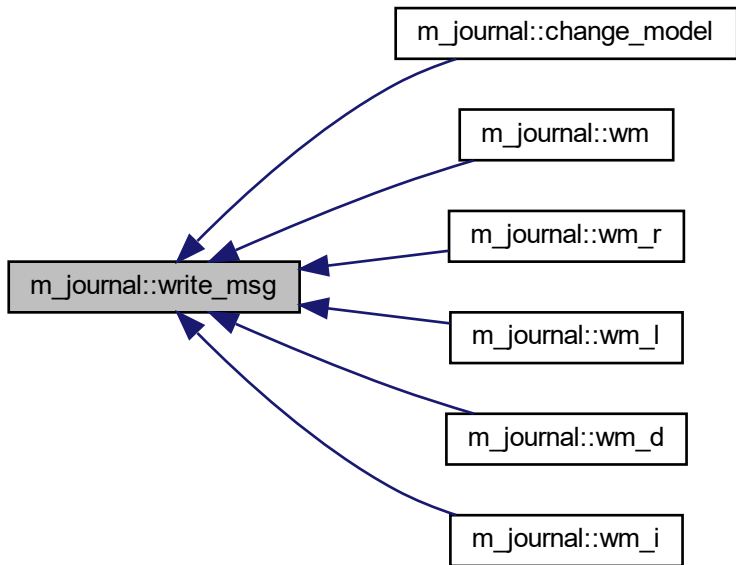 m_journal::change_model
m_journal::wm
m_journal::wm_r
m_journal::write_msg
m_journal::wm_l
m_journal::wm_d
m_journal::wm_i